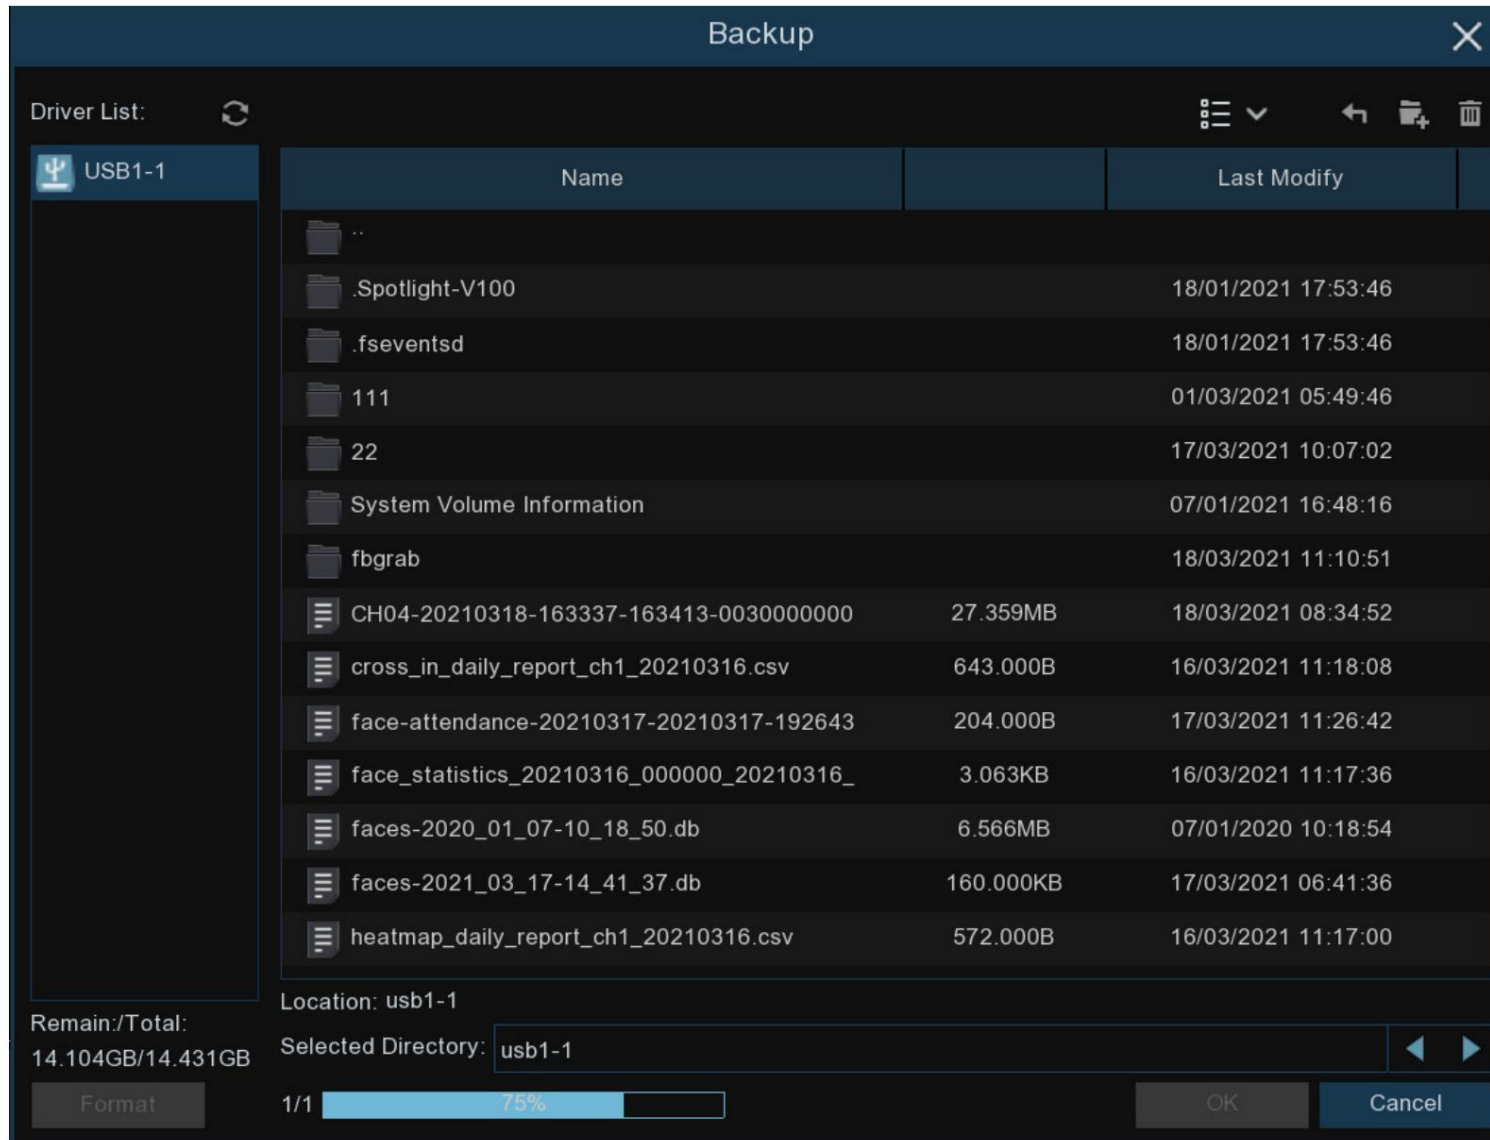 Backup
Driver List:
USB1-1
Name Last Modify
..
.Spotlight-V100 18/01/2021 17:53:46
.fseventsd 18/01/2021 17:53:46
111 01/03/2021 05:49:46
22 17/03/2021 10:07:02
System Volume Information 07/01/2021 16:48:16
fbgrab 18/03/2021 11:10:51
CH04-20210318-163337-163413-0030000000 27.359MB 18/03/2021 08:34:52
cross_in_daily_report_ch1_20210316.csv 643.000B 16/03/2021 11:18:08
face-attendance-20210317-20210317-192643 204.000B 17/03/2021 11:26:42
face_statistics_20210316_000000_20210316_ 3.063KB 16/03/2021 11:17:36
faces-2020_01_07-10_18_50.db 6.566MB 07/01/2020 10:18:54
faces-2021_03_17-14_41_37.db 160.000KB 17/03/2021 06:41:36
heatmap_daily_report_ch1_20210316.csv 572.000B 16/03/2021 11:17:00
Location: usb1-1
Remain:/Total:
14.104GB/14.431GB
Selected Directory: usb1-1
Format
1/1 75%
OK
Cancel